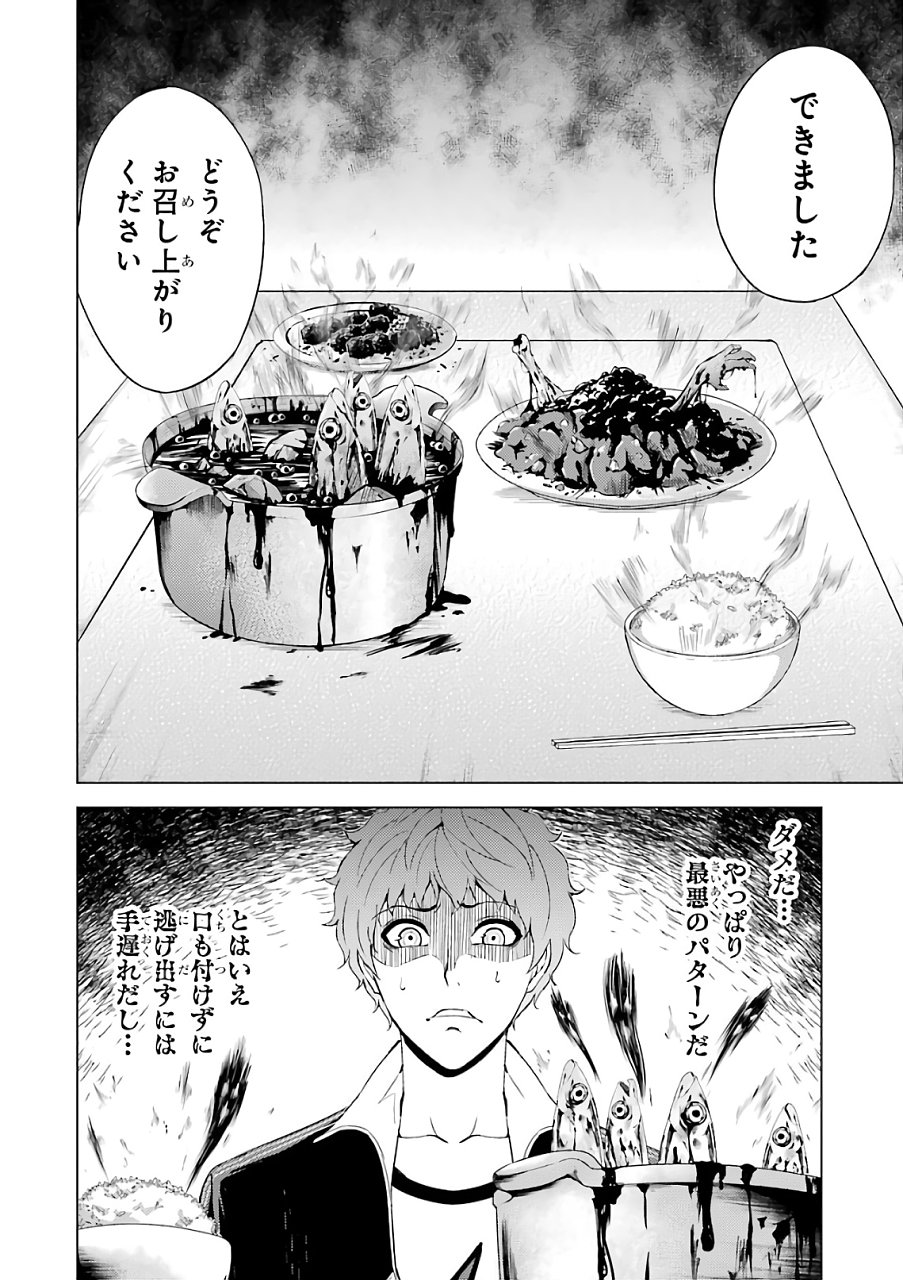 できました
どうぞ
お召し上がり
ください
ダメだ…
やっぱり
最悪のパターンだ
とはいえ
口も付けずに
逃げ出すには
手遅れだし…